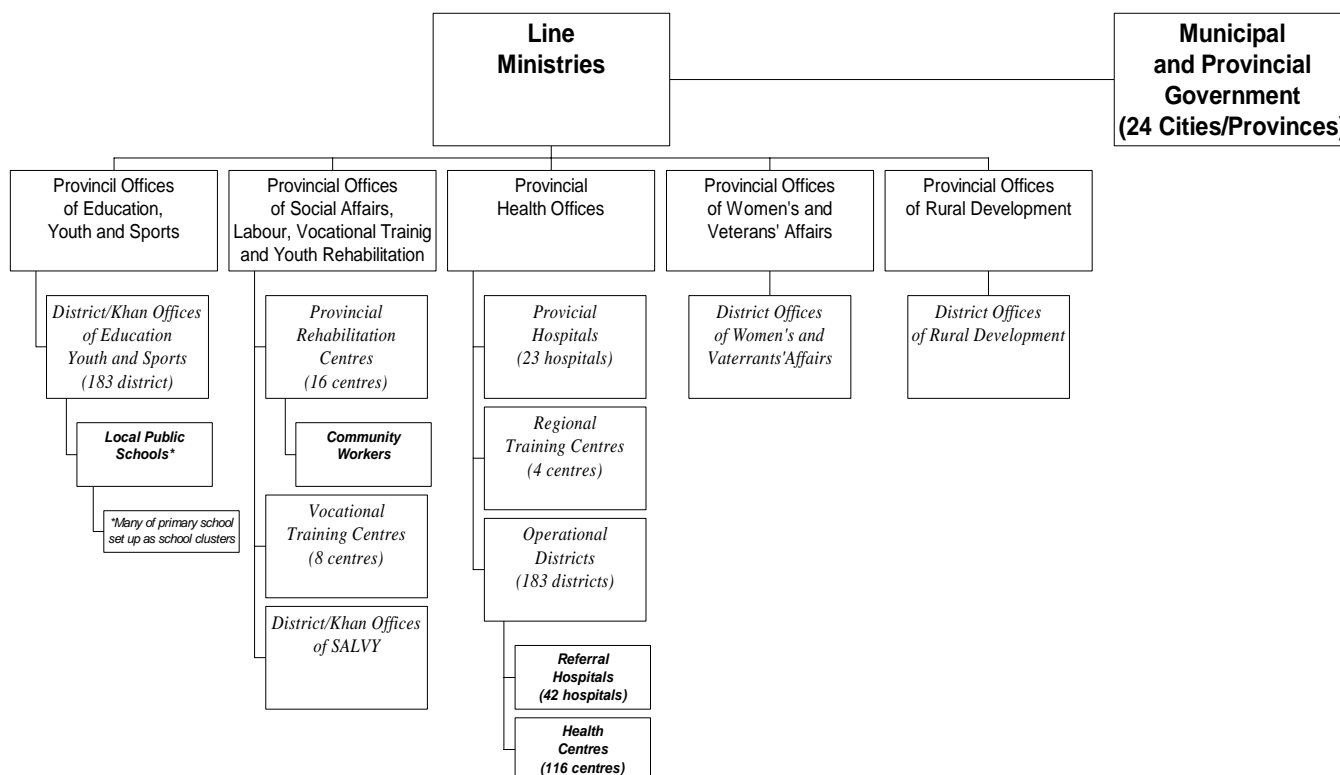 Line
Ministries
Municipal
and Provincial
Government
(24 Cities/Provinces)
Provincil Offices
of Education,
Youth and Sports
Provincial Offices
of Social Affairs,
Labour, Vocational Trainig
and Youth Rehabilitation
Provincial
Health Offices
Provincial Offices
of Women's and
Veterans' Affairs
Provincial Offices
of Rural Development
District/Khan Offices
of Education
Youth and Sports
(183 district)
Local Public
Schools*
*Many of primary school
set up as school clusters
Provincial
Rehabilitation
Centres
(16 centres)
Community
Workers
Vocational
Training Centres
(8 centres)
District/Khan Offices
of SALVY
Provicial
Hospitals
(23 hospitals)
Regional
Training Centres
(4 centres)
Operational
Districts
(183 districts)
Referral
Hospitals
(42 hospitals)
Health
Centres
(116 centres)
District Offices
of Women's and
Vaterrants'Affairs
District Offices
of Rural Development